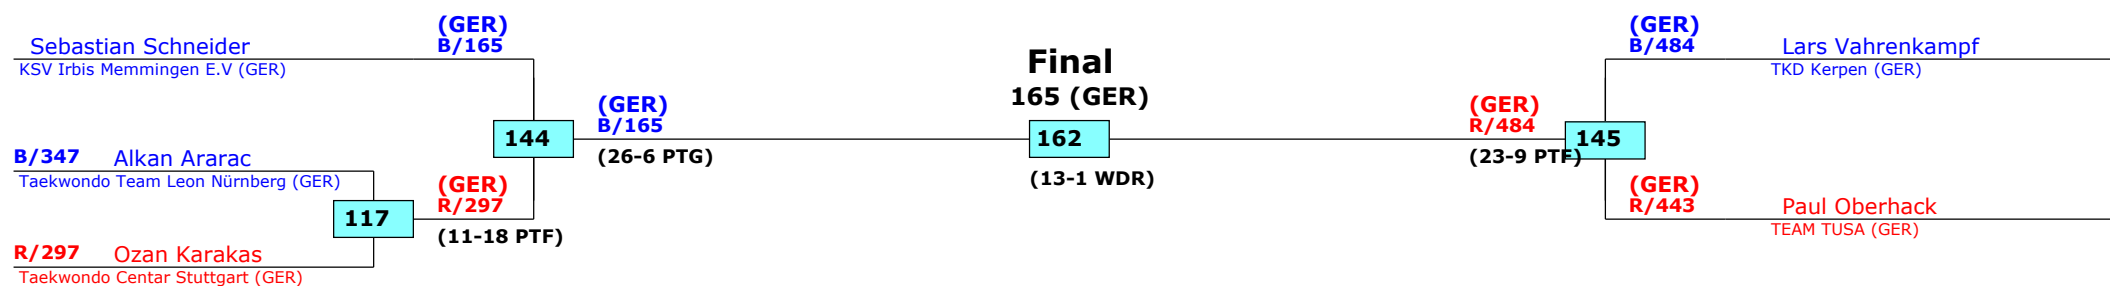 (GER)
B/165
Sebastian Schneider
KSV Irbis Memmingen E.V (GER)
B/347 Alkan Ararac
Taekwondo Team Leon Nürnberg (GER)
117
R/297 Ozan Karakas
Taekwondo Centar Stuttgart (GER)
(GER)
R/297
(11-18 PTF)
144
(GER)
B/165
(26-6 PTG)
Final
165 (GER)
162
(13-1 WDR)
(GER)
R/484
(23-9 PTF)
145
(GER)
B/484
Lars Vahrenkampf
TKD Kerpen (GER)
(GER)
R/443
Paul Oberhack
TEAM TUSA (GER)